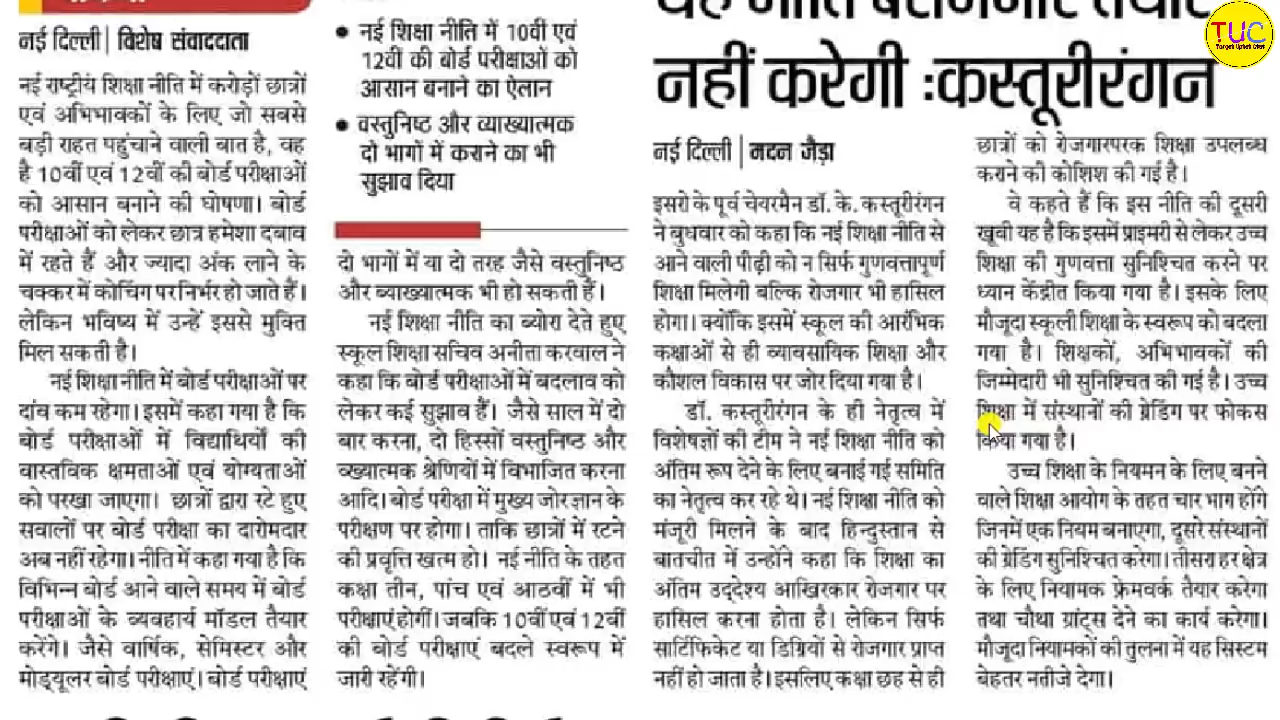 नई दिल्ली | विशेष संवाददाता
नई राष्ट्रीय शिक्षा नीति में करोड़ों छात्रों
एवं अभिभावकों के लिए जो सबसे
बड़ी राहत पहुंचाने वाली बात है, वह
है 10वीं एवं 12वीं की बोर्ड परीक्षाओं
को आसान बनाने की घोषणा। बोर्ड
परीक्षाओं को लेकर छात्र हमेशा दबाव
में रहते हैं और ज्यादा अंक लाने के
चक्कर में कोचिंग पर निर्भर हो जाते हैं।
लेकिन भविष्य में उन्हें इससे मुक्ति
मिल सकती है।
नई शिक्षा नीति में बोर्ड परीक्षाओं पर
दांव कम रहेगा। इसमें कहा गया है कि
बोर्ड परीक्षाओं में विद्यार्थियों की
वास्तविक क्षमताओं एवं योग्यताओं
को परखा जाएगा। छात्रों द्वारा रटे हुए
सवालों पर बोर्ड परीक्षा का दारोमदार
अब नहीं रहेगा। नीति में कहा गया है कि
विभिन्न बोर्ड आने वाले समय में बोर्ड
परीक्षाओं के व्यवहार्य मॉडल तैयार
करेंगे। जैसे वार्षिक, सेमिस्टर और
मोड्यूलर बोर्ड परीक्षाएं। बोर्ड परीक्षाएं
● नई शिक्षा नीति में 10वीं एवं
12वीं की बोर्ड परीक्षाओं को
आसान बनाने का ऐलान
● वस्तुनिष्ठ और व्याख्यात्मक
दो भागों में कराने का भी
सुझाव दिया
दो भागों में या दो तरह जैसे वस्तुनिष्ठ
और ब्याख्यात्मक भी हो सकती हैं।
नई शिक्षा नीति का ब्योरा देते हुए
स्कूल शिक्षा सचिव अनीता करवाल ने
कहा कि बोर्ड परीक्षाओं में बदलाव को
लेकर कई सुझाव हैं। जैसे साल में दो
बार करना, दो हिस्सों वस्तुनिष्ठ और
व्ख्यात्मक श्रेणियों में विभाजित करना
आदि। बोर्ड परीक्षा में मुख्य जोर ज्ञान के
परीक्षण पर होगा। ताकि छात्रों में रटने
की प्रवृत्ति खत्म हो। नई नीति के तहत
कक्षा तीन, पांच एवं आठवीं में भी
परीक्षाएं होगीं। जबकि 10वीं एवं 12वीं
की बोर्ड परीक्षाएं बदले स्वरूप में
जारी रहेंगी।
यह नीति बेरोजगार तैयार
नहीं करेगी :कस्तूरीरंगन
नई दिल्ली | मदन जैड़ा
इसरो के पूर्व चेयरमैन डॉ. के. कस्तूरीरंगन
ने बुधवार को कहा कि नई शिक्षा नीति से
आने वाली पीढ़ी को न सिर्फ गुणवत्तापूर्ण
शिक्षा मिलेगी बल्कि रोजगार भी हासिल
होगा। क्योंकि इसमें स्कूल की आरंभिक
कक्षाओं से ही व्यावसायिक शिक्षा और
कौशल विकास पर जोर दिया गया है।
डॉ. कस्तूरीरंगन के ही नेतृत्व में
विशेषज्ञों की टीम ने नई शिक्षा नीति को
अंतिम रूप देने के लिए बनाई गई समिति
का नेतृत्व कर रहे थे। नई शिक्षा नीति को
मंजूरी मिलने के बाद हिन्दुस्तान से
बातचीत में उन्होंने कहा कि शिक्षा का
अंतिम उद्देश्य आखिरकार रोजगार पर
हासिल करना होता है। लेकिन सिर्फ
सार्टिफिकेट या डिग्रियों से रोजगार प्राप्त
नहीं हो जाता है। इसलिए कक्षा छह से ही
छात्रों को रोजगारपरक शिक्षा उपलब्ध
कराने की कोशिश की गई है।
वे कहते हैं कि इस नीति की दूसरी
खूबी यह है कि इसमें प्राइमरी से लेकर उच्च
शिक्षा की गुणवत्ता सुनिश्चित करने पर
ध्यान केंद्रीत किया गया है। इसके लिए
मौजूदा स्कूली शिक्षा के स्वरूप को बदला
गया है। शिक्षकों, अभिभावकों की
जिम्मेदारी भी सुनिश्चित की गई है। उच्च
शिक्षा में संस्थानों की ग्रेडिंग पर फोकस
किया गया है।
उच्च शिक्षा के नियमन के लिए बनने
वाले शिक्षा आयोग के तहत चार भाग होंगे
जिनमें एक नियम बनाएगा, दूसरे संस्थानों
की ग्रेडिंग सुनिश्चित करेगा। तीसरा हर क्षेत्र
के लिए नियामक फ्रेमवर्क तैयार करेगा
तथा चौथा ग्रांट्स देने का कार्य करेगा।
मौजूदा नियामकों की तुलना में यह सिस्टम
बेहतर नतीजे देगा।
TUC